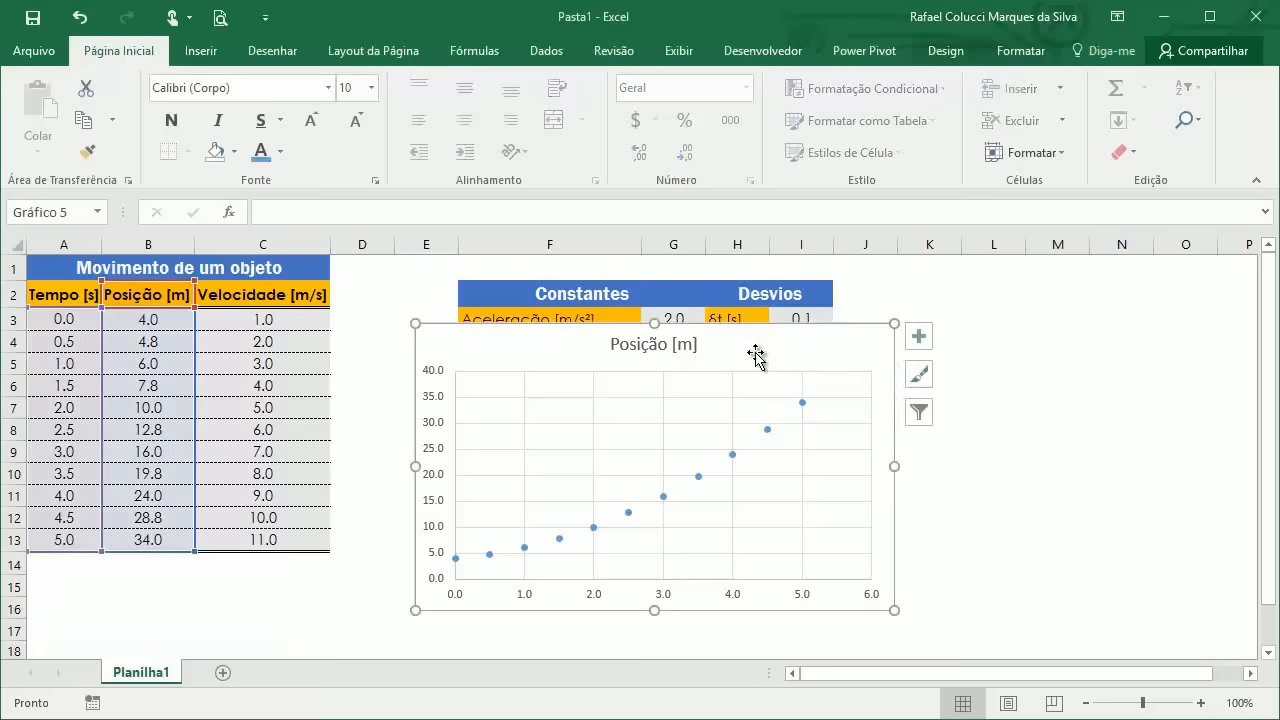 Pasta1 - Excel
Rafael Colucci Marques da Silva
Arquivo Página Inicial Inserir Desenhar Layout da Página Fórmulas Dados Revisão Exibir Desenvolvedor Power Pivot Design Formatar Diga-me Compartilhar
Colar
Calibri (Corpo) 10
N I S A A
A
Geral
$ % 000
Formatação Condicional
Formatar como Tabela
Estilos de Célula
Inserir
Excluir
Formatar
Área de Transferência Fonte Alinhamento Número Estilo Células Edição
Gráfico 5 fx
A B C D E F G H I J K L M N O P
1 Movimento de um objeto
2 Tempo [s] Posição [m] Velocidade [m/s] Constantes Desvios
3 0.0 4.0 1.0 Aceleração [m/s²] 2.0 δt [s] 0.1
4 0.5 4.8 2.0
5 1.0 6.0 3.0
6 1.5 7.8 4.0
7 2.0 10.0 5.0
8 2.5 12.8 6.0
9 3.0 16.0 7.0
10 3.5 19.8 8.0
11 4.0 24.0 9.0
12 4.5 28.8 10.0
13 5.0 34.0 11.0
14
15
16
17
18
Posição [m]
40.0
35.0
30.0
25.0
20.0
15.0
10.0
5.0
0.0
0.0 1.0 2.0 3.0 4.0 5.0 6.0
Planilha1
Pronto
100%